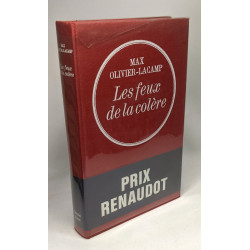 MAX
OLIVIER-LACAMP
Les feux
de la colère
PRIX
RENAUDOT